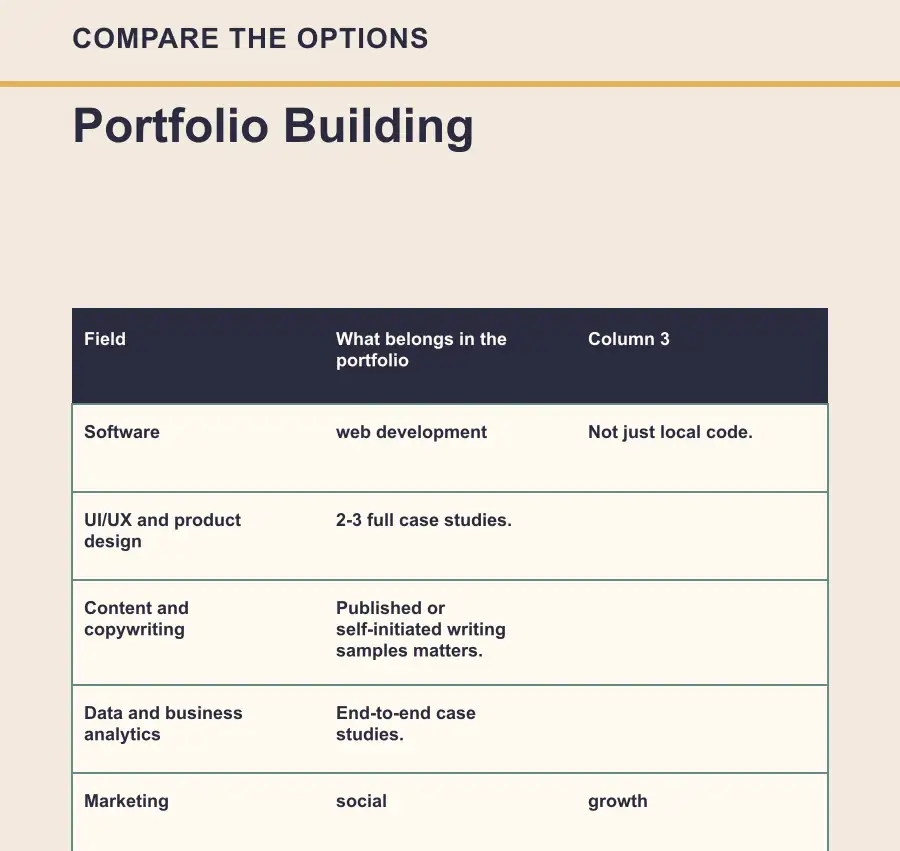 COMPARE THE OPTIONS
Portfolio Building
Field
What belongs in the
portfolio
Column 3
Software
web development
Not just local code.
UI/UX and product
design
2-3 full case studies.
Content and
copywriting
Published or
self-initiated writing
samples matters.
Data and business
analytics
End-to-end case
studies.
Marketing
social
growth